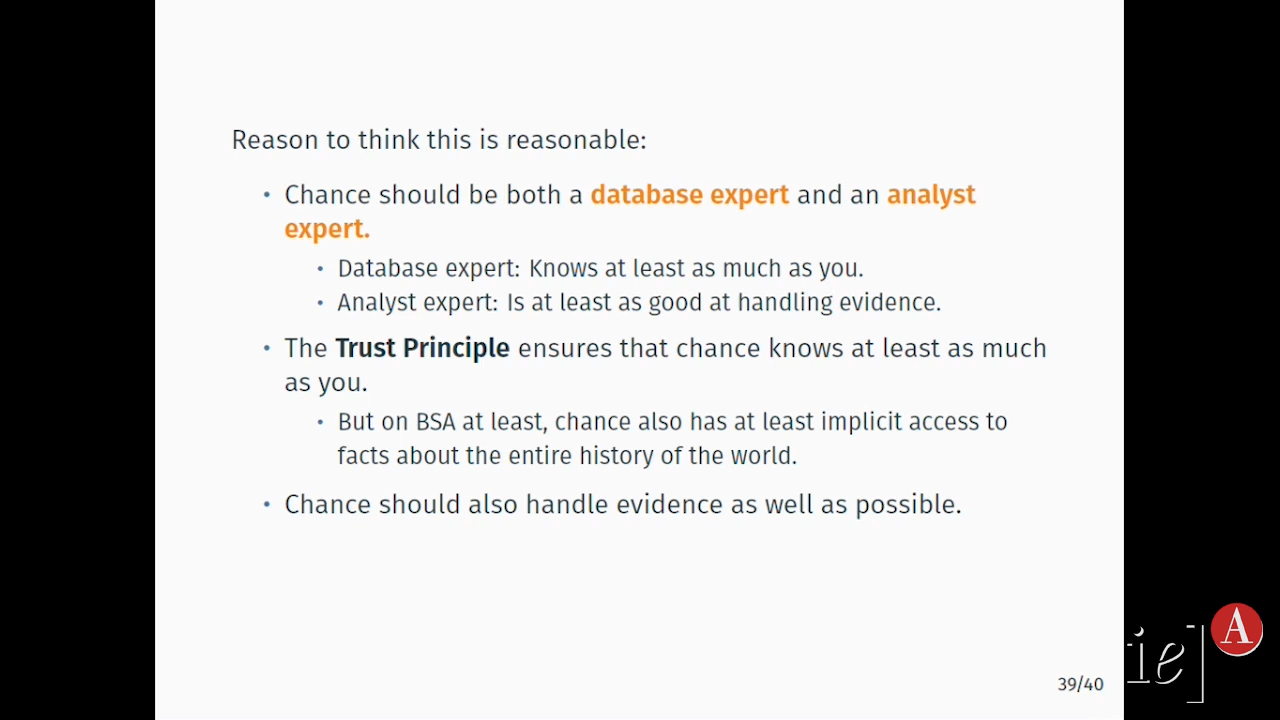 Reason to think this is reasonable:
• Chance should be both a database expert and an analyst
expert.
• Database expert: Knows at least as much as you.
• Analyst expert: Is at least as good at handling evidence.
• The Trust Principle ensures that chance knows at least as much
as you.
• But on BSA at least, chance also has at least implicit access to
facts about the entire history of the world.
• Chance should also handle evidence as well as possible.
39/40
ie]
A